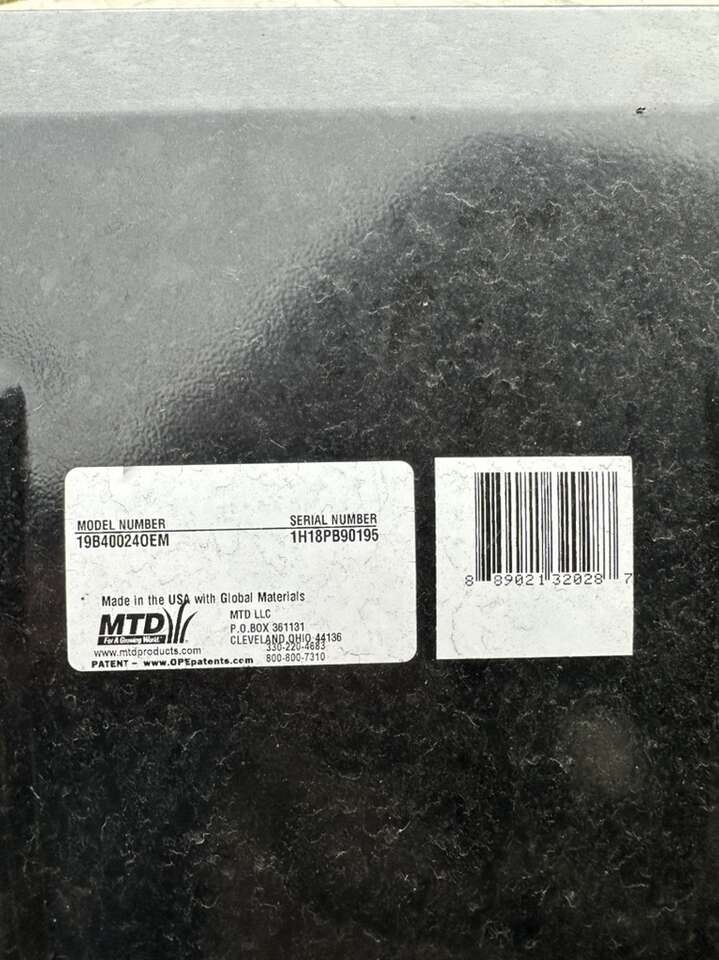 MODEL NUMBER SERIAL NUMBER
19B40024OEM 1H18PB90195
Made in the USA with Global Materials
MTD
For A Growing World.
www.mtdproducts.com
PATENT - www.OPEpatents.com
MTD LLC
P.O.BOX 361131
CLEVELAND,OHIO 44136
330-220-4683
800-800-7310
8 89021 32028 7